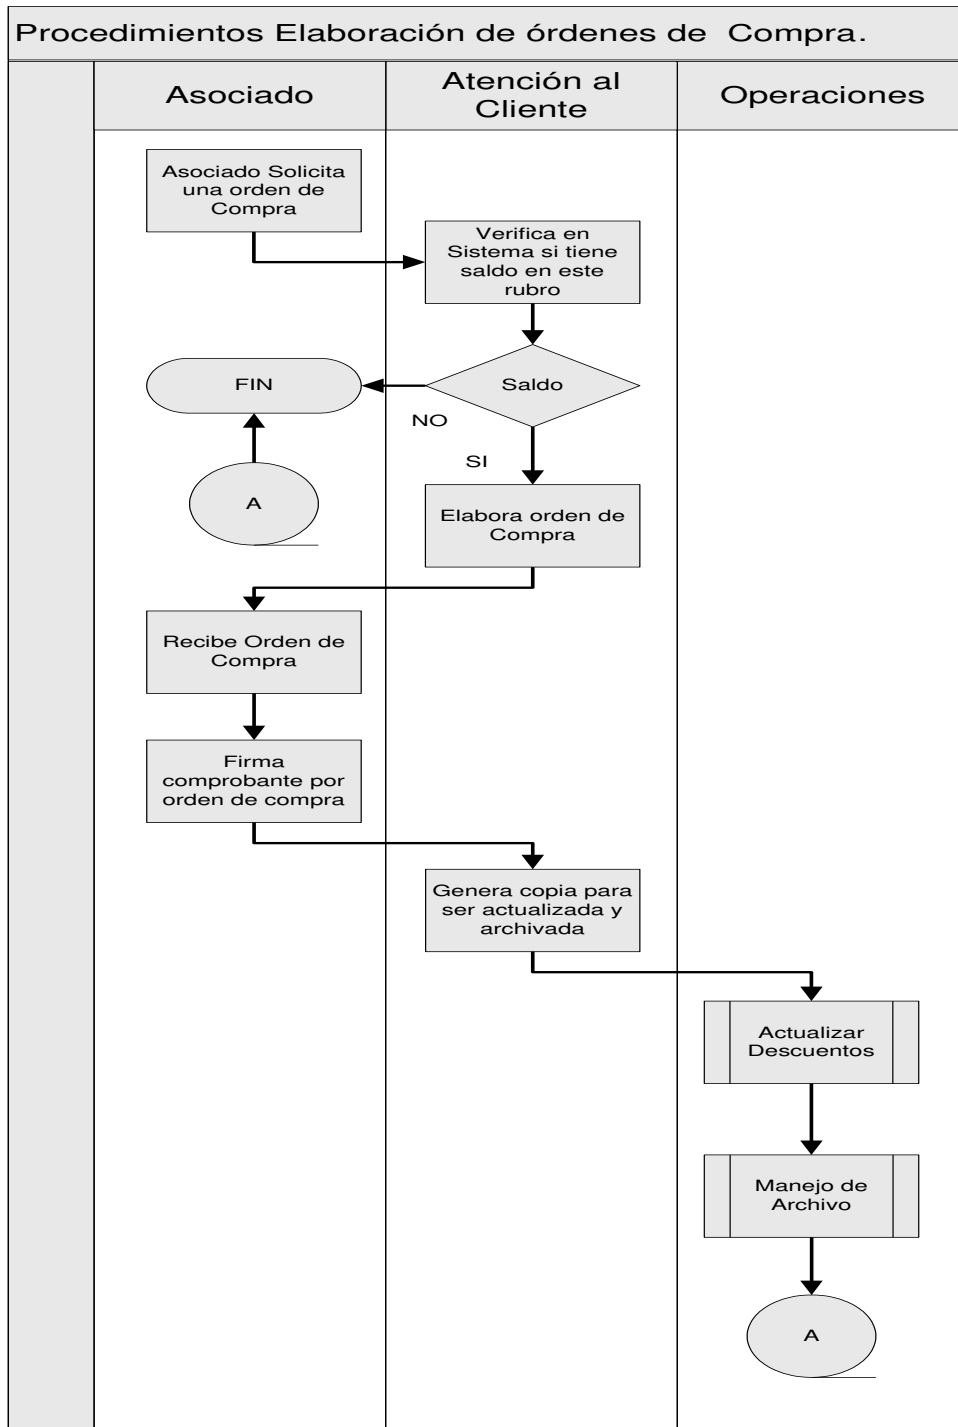 Procedimientos Elaboración de órdenes de Compra.
Asociado
Atención al
Cliente
Operaciones
Asociado Solicita
una orden de
Compra
Verifica en
Sistema si tiene
saldo en este
rubro
Saldo
FIN
NO
SI
A
Elabora orden de
Compra
Recibe Orden de
Compra
Firma
comprobante por
orden de compra
Genera copia para
ser actualizada y
archivada
Actualizar
Descuentos
Manejo de
Archivo
A